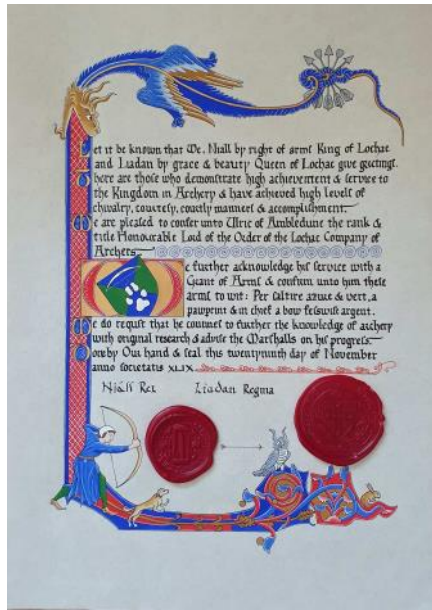 Let it be known that We, Niall by right of arms King of Lochac
and Liadan by grace & beauty Queen of Lochac give greetings.
There are those who demonstrate high achievement & service to
the Kingdom in Archery & have achieved high levels of
chivalry, courtesy, courtly manners & accomplishment.
We are pleased to confer unto Ulric of Ambledune the rank &
title Honourable Lord of the Order of the Lochac Company of
Archers.
We further acknowledge his service with a
Grant of Arms & confirm unto him these
arms to wit: Per saltire azure & vert, a
pawprint & in chief a bow fesswise argent.
We do request that he continues to further the knowledge of archery
with original research & advise the Marshalls on his progress.
Done by Our hand & seal this twentyninth day of November
anno societatis XLIX
Niall Rex Liadan Regina